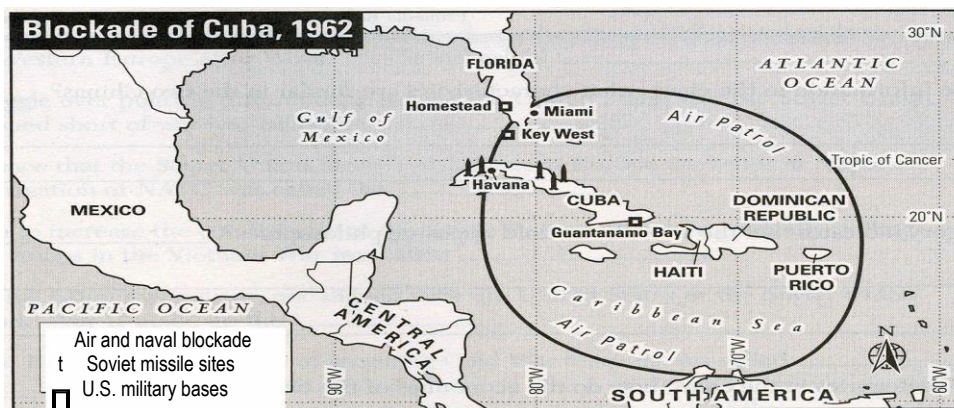 Blockade of Cuba, 1962
30°N
FLORIDA
ATLANTIC
OCEAN
Homestead
Miami
Gulf of
Mexico
Key West
Air Patrol
Tropic of Cancer
Havana
MEXICO
CUBA
DOMINICAN
REPUBLIC
20°N
Guantanamo Bay
HAITI
PUERTO
RICO
PACIFIC OCEAN
CENTRAL
AMERICA
Caribbean Sea
Air Patrol
N
Air and naval blockade
t Soviet missile sites
U.S. military bases
90°W
80°W
70°W
60°W
SOUTH AMERICA